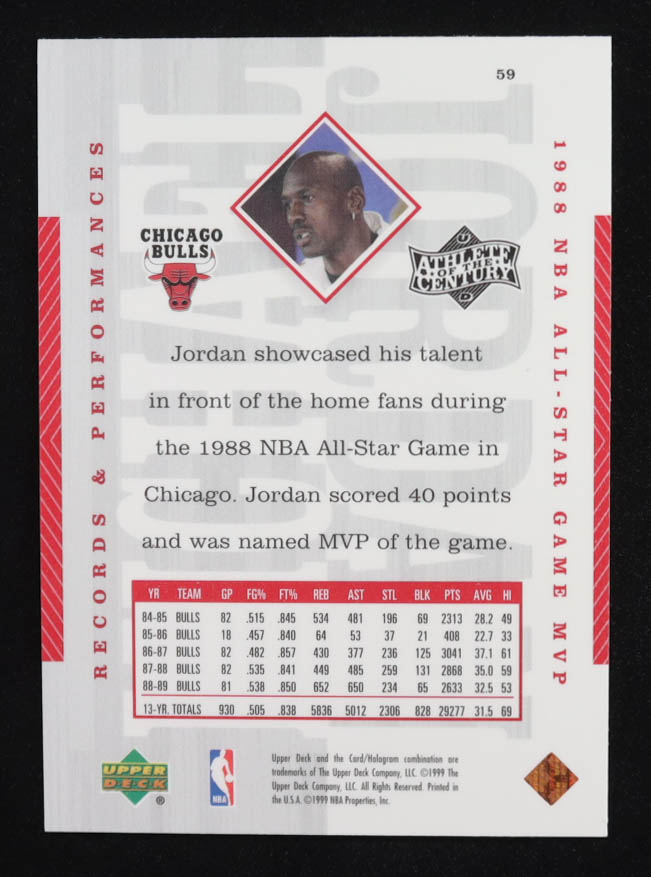 59
RECORDS & PERFORMANCES
1988 NBA ALL-STAR GAME MVP
CHICAGO
BULLS
U
ATHLETE
OF THE
CENTURY
D
Jordan showcased his talent
in front of the home fans during
the 1988 NBA All-Star Game in
Chicago. Jordan scored 40 points
and was named MVP of the game.
YR TEAM GP FG% FT% REB AST STL BLK PTS AVG HI
84-85 BULLS 82 .515 .845 534 481 196 69 2313 28.2 49
85-86 BULLS 18 .457 .840 64 53 37 21 408 22.7 33
86-87 BULLS 82 .482 .857 430 377 236 125 3041 37.1 61
87-88 BULLS 82 .535 .841 449 485 259 131 2868 35.0 59
88-89 BULLS 81 .538 .850 652 650 234 65 2633 32.5 53
13-YR. TOTALS 930 .505 .838 5836 5012 2306 828 29277 31.5 69
UPPER
DECK
®
NBA
Upper Deck and the Card/Hologram combination are
trademarks of The Upper Deck Company, LLC. ©1999 The
Upper Deck Company, LLC. All Rights Reserved. Printed in
the U.S.A. ©1999 NBA Properties, Inc.